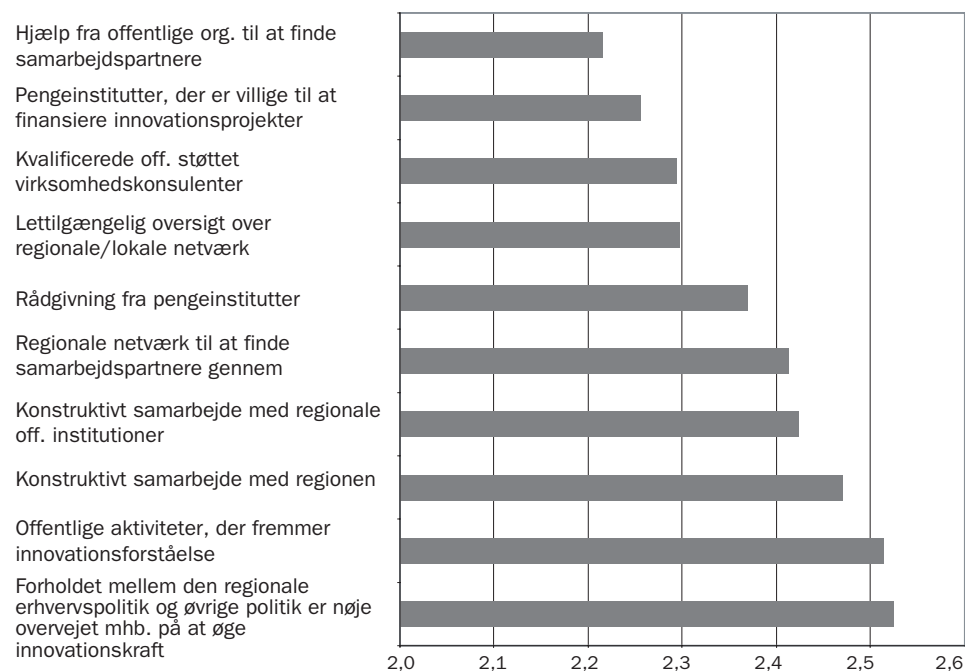 Hjælp fra offentlige org. til at finde
samarbejdspartnere
Pengeinstitutter, der er villige til at
finansiere innovationsprojekter
Kvalificerede off. støttet
virksomhedskonsulenter
Lettilgængelig oversigt over
regionale/lokale netværk
Rådgivning fra pengeinstitutter
Regionale netværk til at finde
samarbejdspartnere gennem
Konstruktivt samarbejde med regionale
off. institutioner
Konstruktivt samarbejde med regionen
Offentlige aktiviteter, der fremmer
innovationsforståelse
Forholdet mellem den regionale
erhvervspolitik og øvrige politik er nøje
overvejet mhb. på at øge
innovationskraft
2,0 2,1 2,2 2,3 2,4 2,5 2,6